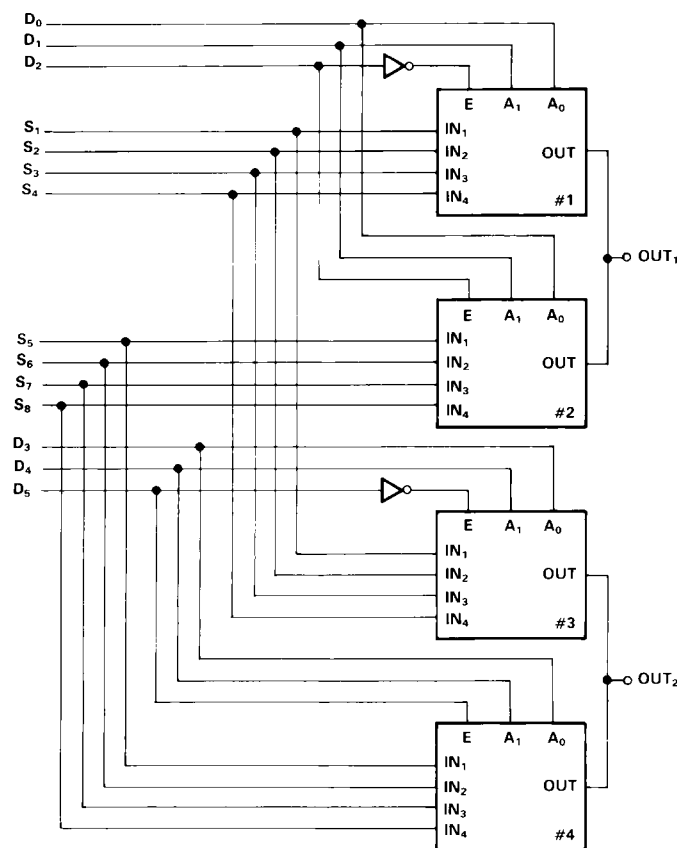 D₀
D₁
D₂
E A₁ A₀
S₁ IN₁
S₂ IN₂ OUT
S₃ IN₃
S₄ IN₄ #1
OUT₁
E A₁ A₀
S₅ IN₁
S₆ IN₂ OUT
S₇ IN₃
S₈ IN₄ #2
D₃
D₄
D₅
E A₁ A₀
IN₁
IN₂ OUT
IN₃
IN₄ #3
OUT₂
E A₁ A₀
IN₁
IN₂ OUT
IN₃
IN₄ #4